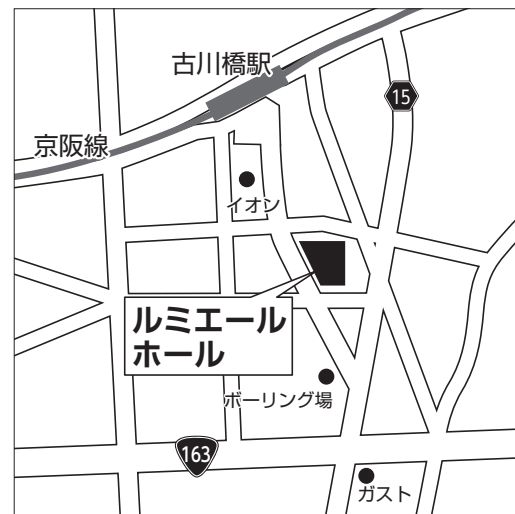 古川橋駅
15
京阪線
イオン
ルミエール
ホール
ボーリング場
163
ガスト